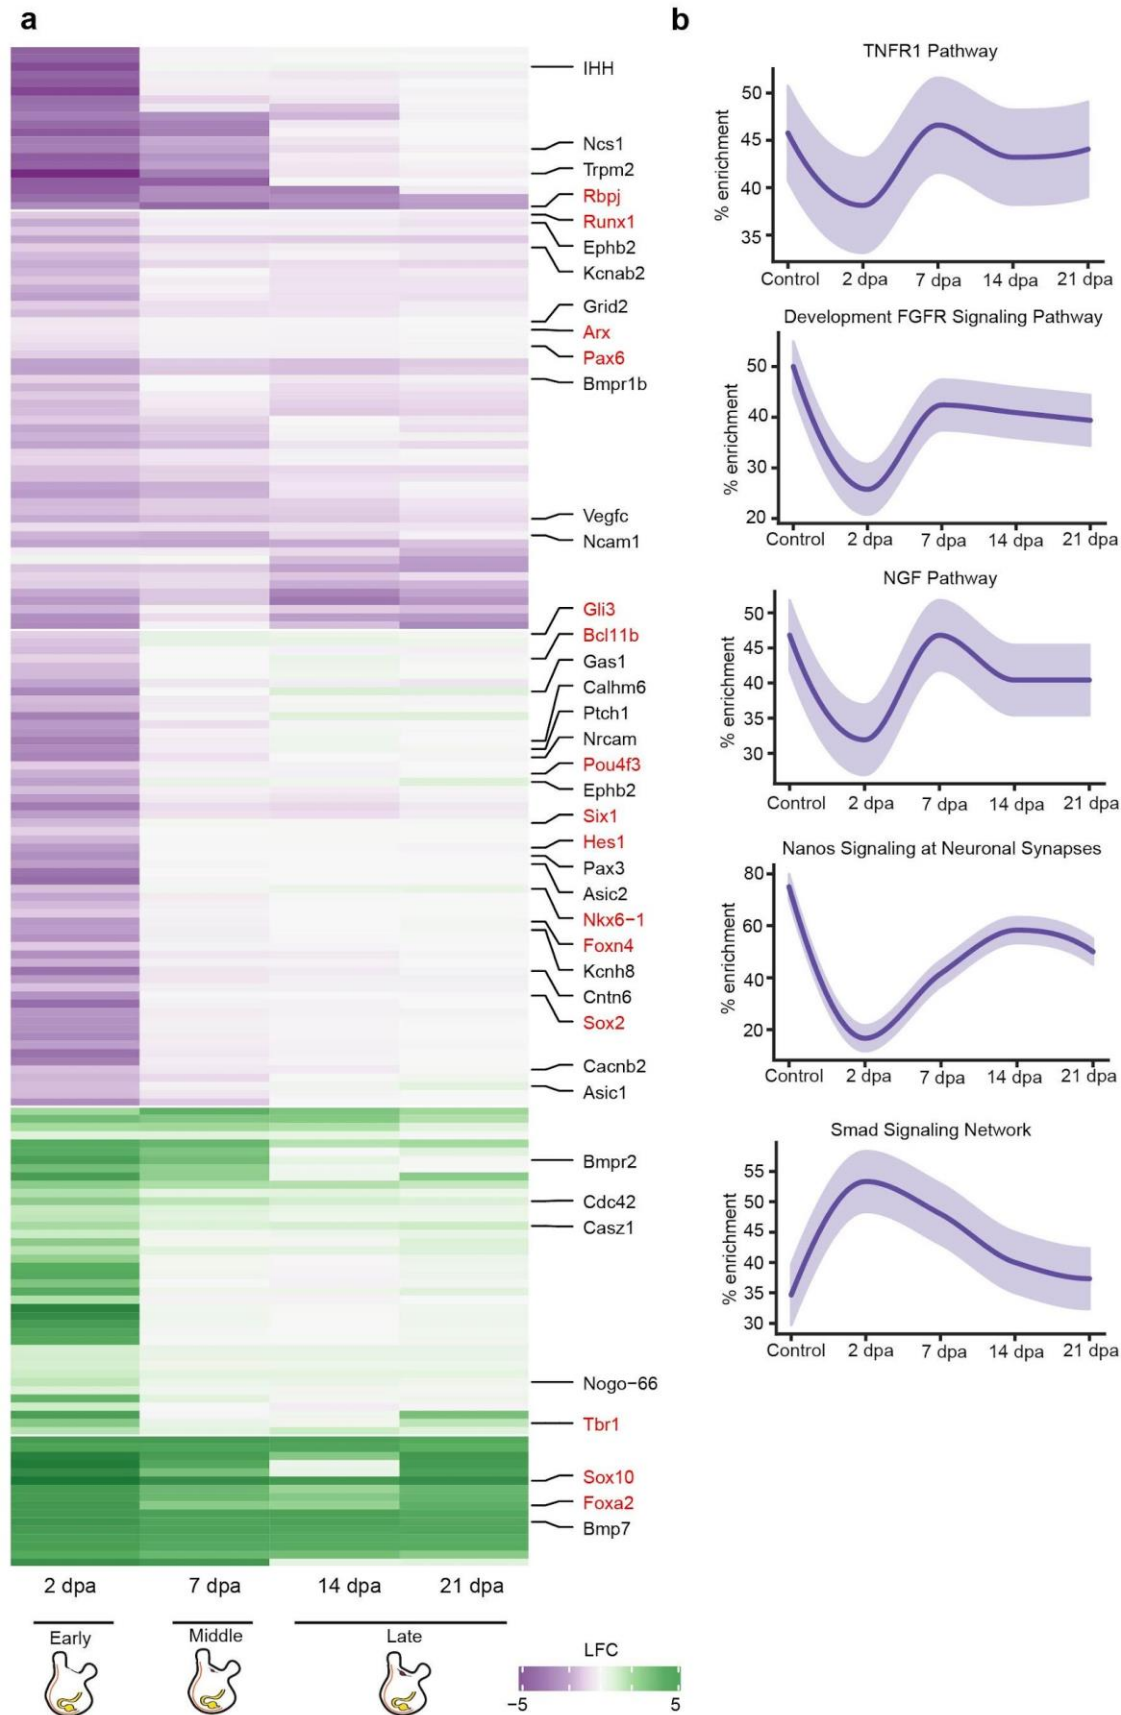 a
IHH
Ncs1
Trpm2
Rbpj
Runx1
Ephb2
Kcnab2
Grid2
Arx
Pax6
Bmpr1b
Vegfc
Ncam1
Gli3
Bcl11b
Gas1
Calhm6
Ptch1
Nrcam
Pou4f3
Ephb2
Six1
Hes1
Pax3
Asic2
Nkx6−1
Foxn4
Kcnh8
Cntn6
Sox2
Cacnb2
Asic1
Bmpr2
Cdc42
Casz1
Nogo−66
Tbr1
Sox10
Foxa2
Bmp7
2 dpa 7 dpa 14 dpa 21 dpa
Early Middle Late
LFC
−5 5
b
TNFR1 Pathway
% enrichment
50
45
40
35
Control 2 dpa 7 dpa 14 dpa 21 dpa
Development FGFR Signaling Pathway
% enrichment
50
40
30
20
Control 2 dpa 7 dpa 14 dpa 21 dpa
NGF Pathway
% enrichment
50
45
40
35
30
Control 2 dpa 7 dpa 14 dpa 21 dpa
Nanos Signaling at Neuronal Synapses
% enrichment
80
60
40
20
Control 2 dpa 7 dpa 14 dpa 21 dpa
Smad Signaling Network
% enrichment
55
50
45
40
35
30
Control 2 dpa 7 dpa 14 dpa 21 dpa